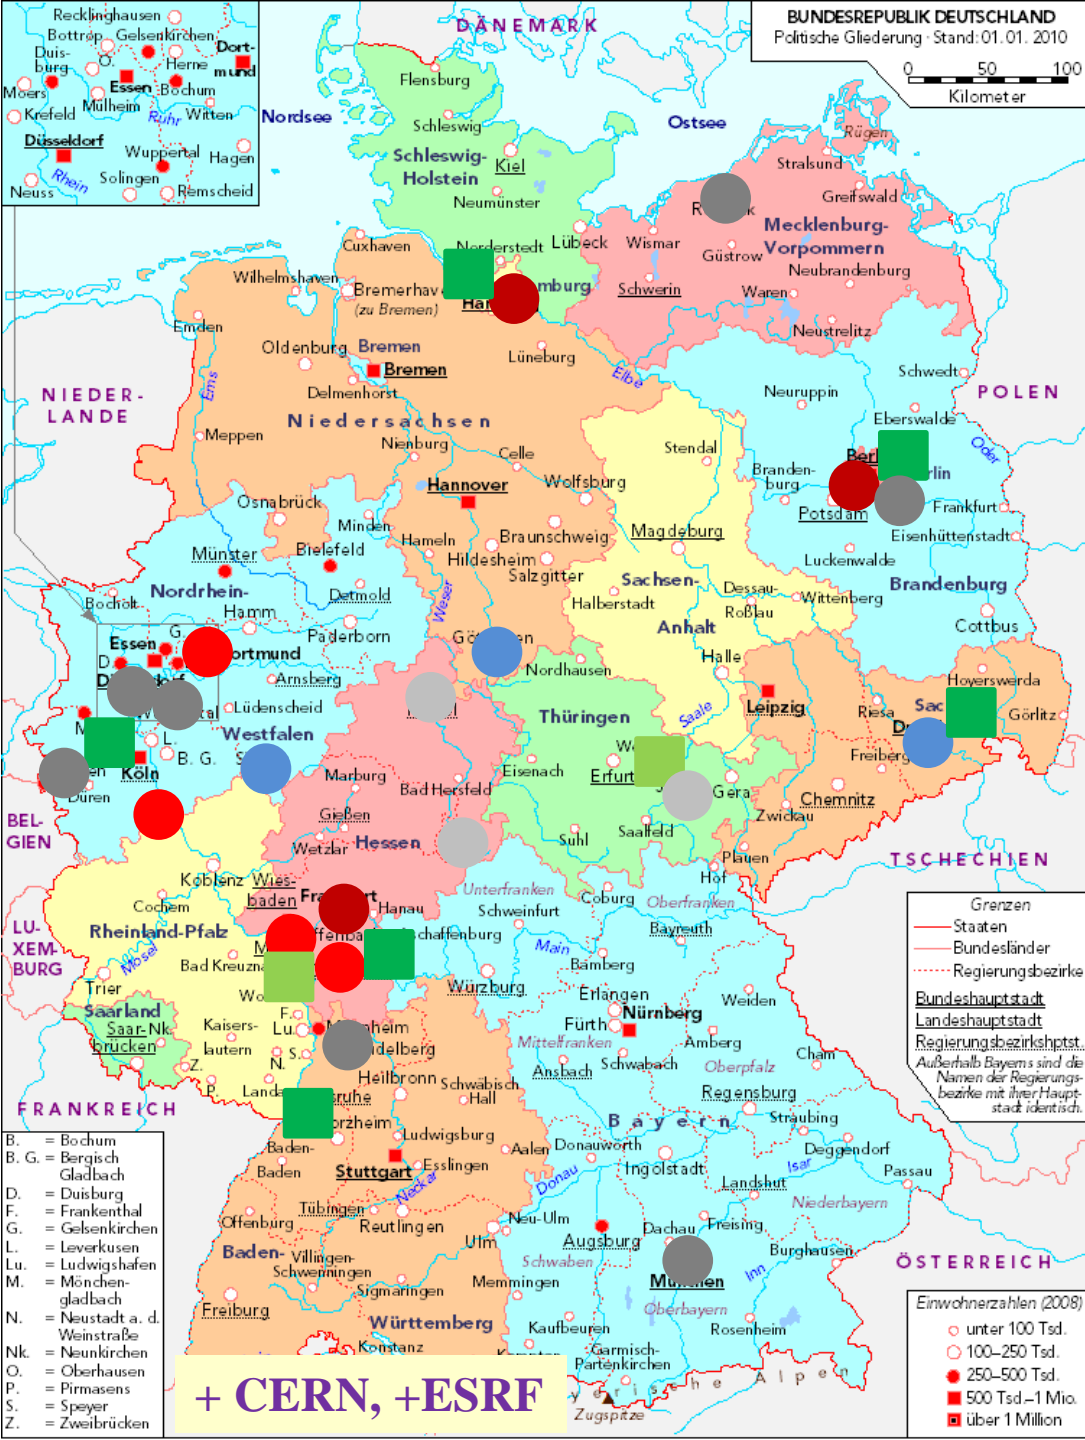 BUNDESREPUBLIK DEUTSCHLAND
Politische Gliederung · Stand: 01. 01. 2010
0 50 100
Kilometer
Recklinghausen
Bottrop Gelsenkirchen
Duis-
burg
O.
Herne
Dort-
mund
Moers
Essen
Bochum
Mülheim
Krefeld
Ruhr
Witten
Düsseldorf
Wuppertal
Hagen
Rhein
Solingen
Neuss
Remscheid
DÄNEMARK
Nordsee
Ostsee
Flensburg
Schleswig
Schleswig-
Holstein
Kiel
Neumünster
Rügen
Stralsund
Greifswald
Mecklenburg-
Vorpommern
Cuxhaven
Norderstedt
Lübeck
Wismar
Güstrow
Neubrandenburg
Wilhelmshaven
(zu Bremen)
mburg
Schwerin
Waren
Neustrelitz
Emden
Oldenburg
Bremen
Bremen
Lüneburg
Elbe
Delmenhorst
Schwedt
NIEDER-
LANDE
Ems
Neuruppin
POLEN
Niedersachsen
Eberswalde
Meppen
Nienburg
Celle
Stendal
Oder
Branden-
burg
Hannover
Wolfsburg
Osnabrück
Potsdam
Frankfurt
Minden
Hameln
Braunschweig
Magdeburg
Eisenhüttenstadt
Münster
Bielefeld
Hildesheim
Salzgitter
Luckenwalde
Nordrhein-
Detmold
Weser
Sachsen-
Halberstadt
Dessau-
Roßlau
Brandenburg
Bocholt
Hamm
Wittenberg
Anhalt
Cottbus
Paderborn
Essen
G.
D.
ortmund
Nordhausen
Halle
Arnsberg
Hoyerswerda
Lüdenscheid
Thüringen
Saale
Leipzig
Riesa
Görlitz
Westfalen
L.
B. G.
Köln
Düren
Marburg
Eisenach
Erfurt
Freiberg
Bad Hersfeld
Gera
Chemnitz
Zwickau
BEL-
GIEN
Gießen
Wetzlar
Hessen
Suhl
Saalfeld
Plauen
TSCHECHIEN
Koblenz
Wies-
baden
Hof
Unterfranken
Coburg
Oberfranken
Cochem
Hanau
Schweinfurt
Bayreuth
LU-
XEM-
BURG
Rheinland-Pfalz
Mosel
Main
Bamberg
Trier
Würzburg
Erlangen
Weiden
Saarland
Saar-
brücken
Nk.
Kaisers-
lautern
F.
Lu.
Fürth
Nürnberg
Mittelfranken
Amberg
Schwabach
Cham
Z.
N.
S.
Ansbach
Oberpfalz
P.
Heilbronn
Schwäbisch
Hall
Regensburg
FRANKREICH
Straubing
Bayern
Ludwigsburg
Deggendorf
Baden-
Baden
Aalen
Donauwörth
Ingolstadt
Passau
Stuttgart
Esslingen
Donau
Isar
Neckar
Landshut
Niederbayern
Tübingen
Offenburg
Reutlingen
Neu-Ulm
Dachau
Freising
Ulm
Augsburg
Baden-
Villingen-
Schwenningen
Schwaben
Burghausen
ÖSTERREICH
Memmingen
Inn
Sigmaringen
München
Freiburg
Oberbayern
Württemberg
Kaufbeuren
Rosenheim
Konstanz
Garmisch-
Partenkirchen
Alpen
Zugspitze
+ CERN, +ESRF
Grenzen
Staaten
Bundesländer
Regierungsbezirke
Bundeshauptstadt
Landeshauptstadt
Regierungsbezirkshptst.
Außerhalb Bayerns sind die
Namen der Regierungs-
bezirke mit ihrer Haupt-
stadt identisch.
B. = Bochum
B. G. = Bergisch
Gladbach
D. = Duisburg
F. = Frankenthal
G. = Gelsenkirchen
L. = Leverkusen
Lu. = Ludwigshafen
M. = Mönchen-
gladbach
N. = Neustadt a. d.
Weinstraße
Nk. = Neunkirchen
O. = Oberhausen
P. = Pirmasens
S. = Speyer
Z. = Zweibrücken
Einwohnerzahlen (2008)
unter 100 Tsd.
100–250 Tsd.
250–500 Tsd.
500 Tsd.–1 Mio.
über 1 Million